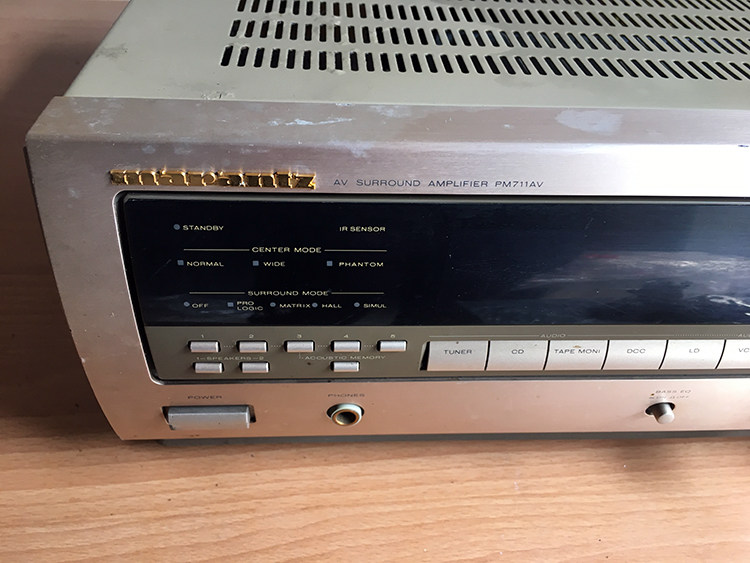 marantz AV SURROUND AMPLIFIER PM711AV
STANDBY IR SENSOR
CENTER MODE
NORMAL WIDE PHANTOM
SURROUND MODE
OFF PRO LOGIC MATRIX HALL SIMUL
1 2 3 4 5
1—SPEAKERS—2 ACOUSTIC MEMORY
AUDIO
TUNER CD TAPE MONI DCC LD
POWER PHONES BASS EQ